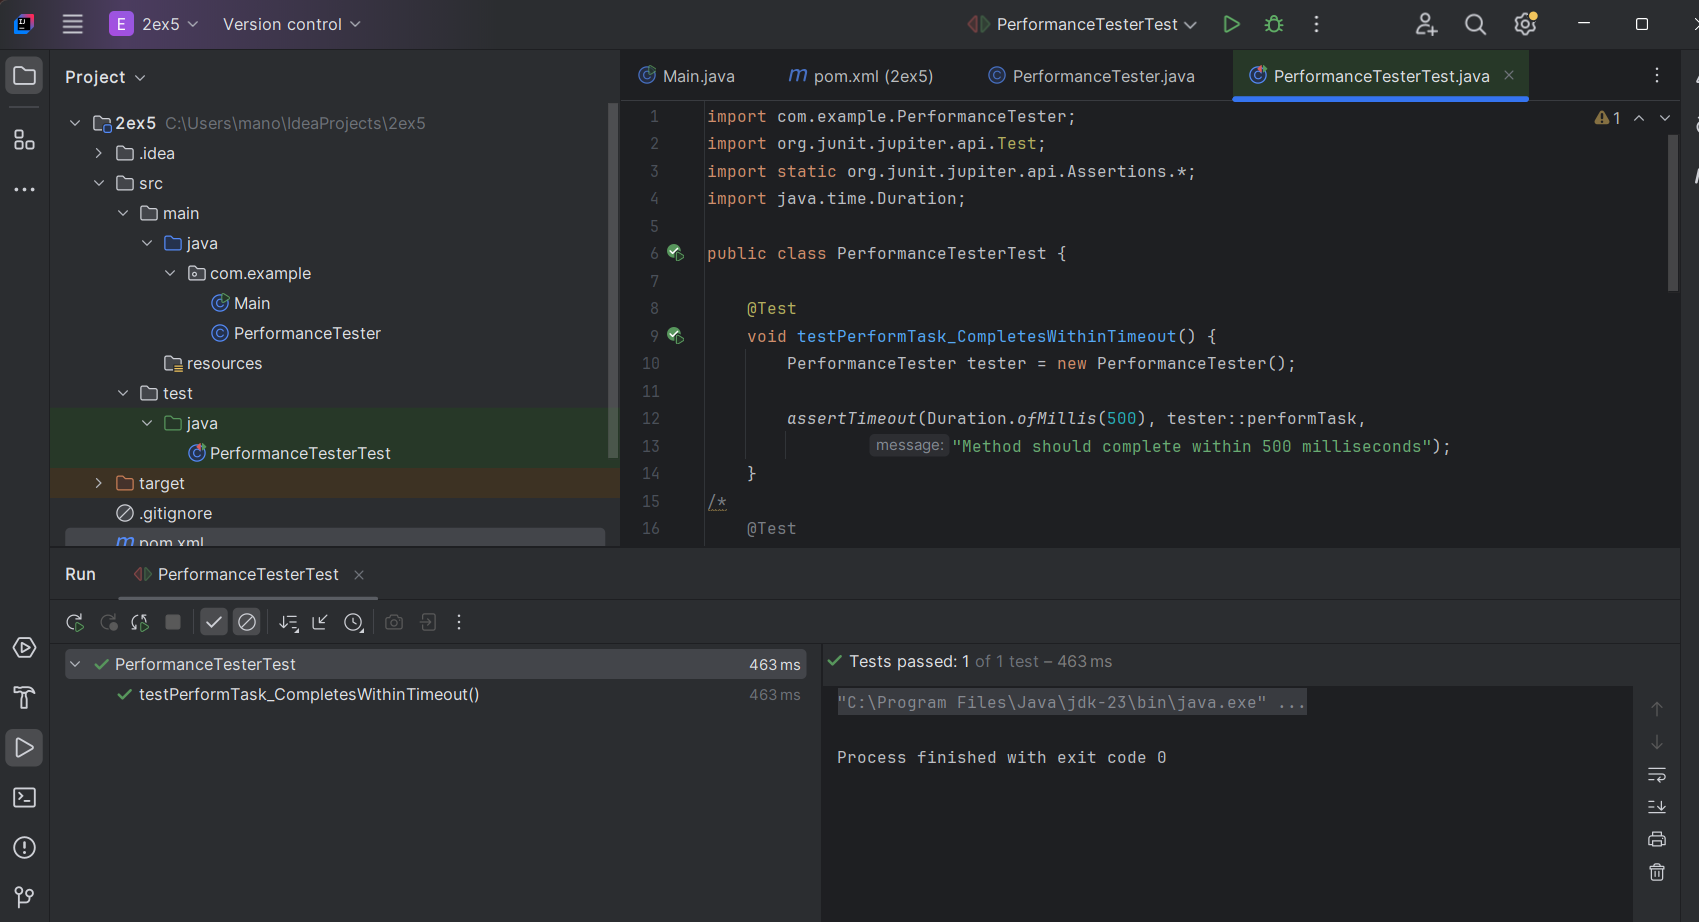 E 2ex5 Version control PerformanceTesterTest
Project
2ex5 C:\Users\mano\IdeaProjects\2ex5
.idea
src
main
java
com.example
Main
PerformanceTester
resources
test
java
PerformanceTesterTest
target
.gitignore
pom.xml
Main.java pom.xml (2ex5) PerformanceTester.java PerformanceTesterTest.java
1 import com.example.PerformanceTester;
2 import org.junit.jupiter.api.Test;
3 import static org.junit.jupiter.api.Assertions.*;
4 import java.time.Duration;
5
6 public class PerformanceTesterTest {
7
8 @Test
9 void testPerformTask_CompletesWithinTimeout() {
10 PerformanceTester tester = new PerformanceTester();
11
12 assertTimeout(Duration.ofMillis(500), tester::performTask,
13 message: "Method should complete within 500 milliseconds");
14 }
15 /*
16 @Test
1
Run PerformanceTesterTest
PerformanceTesterTest 463 ms
testPerformTask_CompletesWithinTimeout() 463 ms
Tests passed: 1 of 1 test – 463 ms
"C:\Program Files\Java\jdk-23\bin\java.exe" ...
Process finished with exit code 0